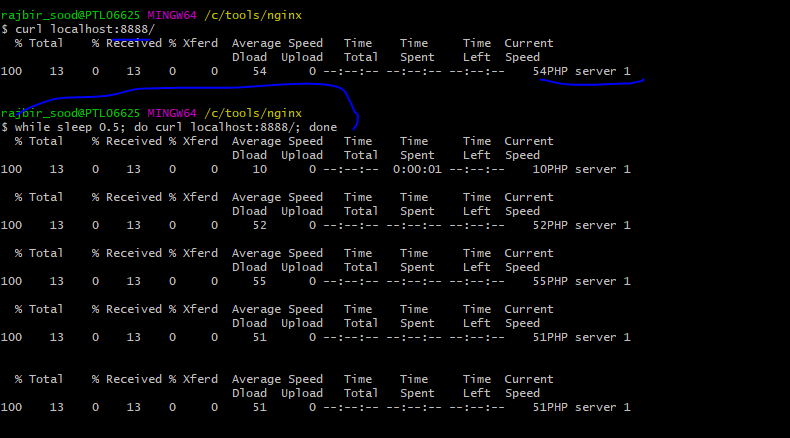 rajbir_sood@PTL06625 MINGW64 /c/tools/nginx
$ curl localhost:8888/
% Total % Received % Xferd Average Speed Time Time Time Current
Dload Upload Total Spent Left Speed
100 13 0 13 0 0 54 0 --:--:-- --:--:-- --:--:-- 54PHP server 1
rajbir_sood@PTL06625 MINGW64 /c/tools/nginx
$ while sleep 0.5; do curl localhost:8888/; done
% Total % Received % Xferd Average Speed Time Time Time Current
Dload Upload Total Spent Left Speed
100 13 0 13 0 0 10 0 --:--:-- 0:00:01 --:--:-- 10PHP server 1
% Total % Received % Xferd Average Speed Time Time Time Current
Dload Upload Total Spent Left Speed
100 13 0 13 0 0 52 0 --:--:-- --:--:-- --:--:-- 52PHP server 1
% Total % Received % Xferd Average Speed Time Time Time Current
Dload Upload Total Spent Left Speed
100 13 0 13 0 0 55 0 --:--:-- --:--:-- --:--:-- 55PHP server 1
% Total % Received % Xferd Average Speed Time Time Time Current
Dload Upload Total Spent Left Speed
100 13 0 13 0 0 51 0 --:--:-- --:--:-- --:--:-- 51PHP server 1
% Total % Received % Xferd Average Speed Time Time Time Current
Dload Upload Total Spent Left Speed
100 13 0 13 0 0 51 0 --:--:-- --:--:-- --:--:-- 51PHP server 1